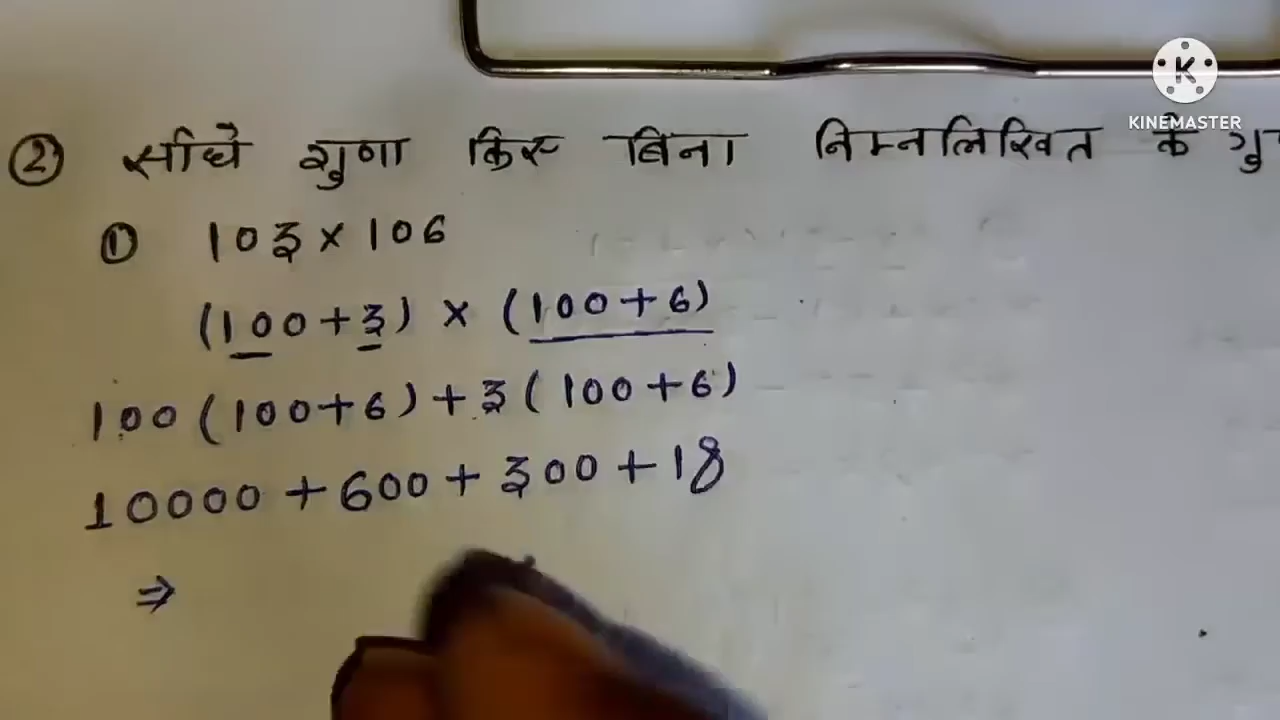 KINEMASTER
② सीधे गुणा किए बिना निम्नलिखित के गु
① 103 × 106
(100+3) × (100+6)
100(100+6)+3(100+6)
10000+600+300+18
⇒